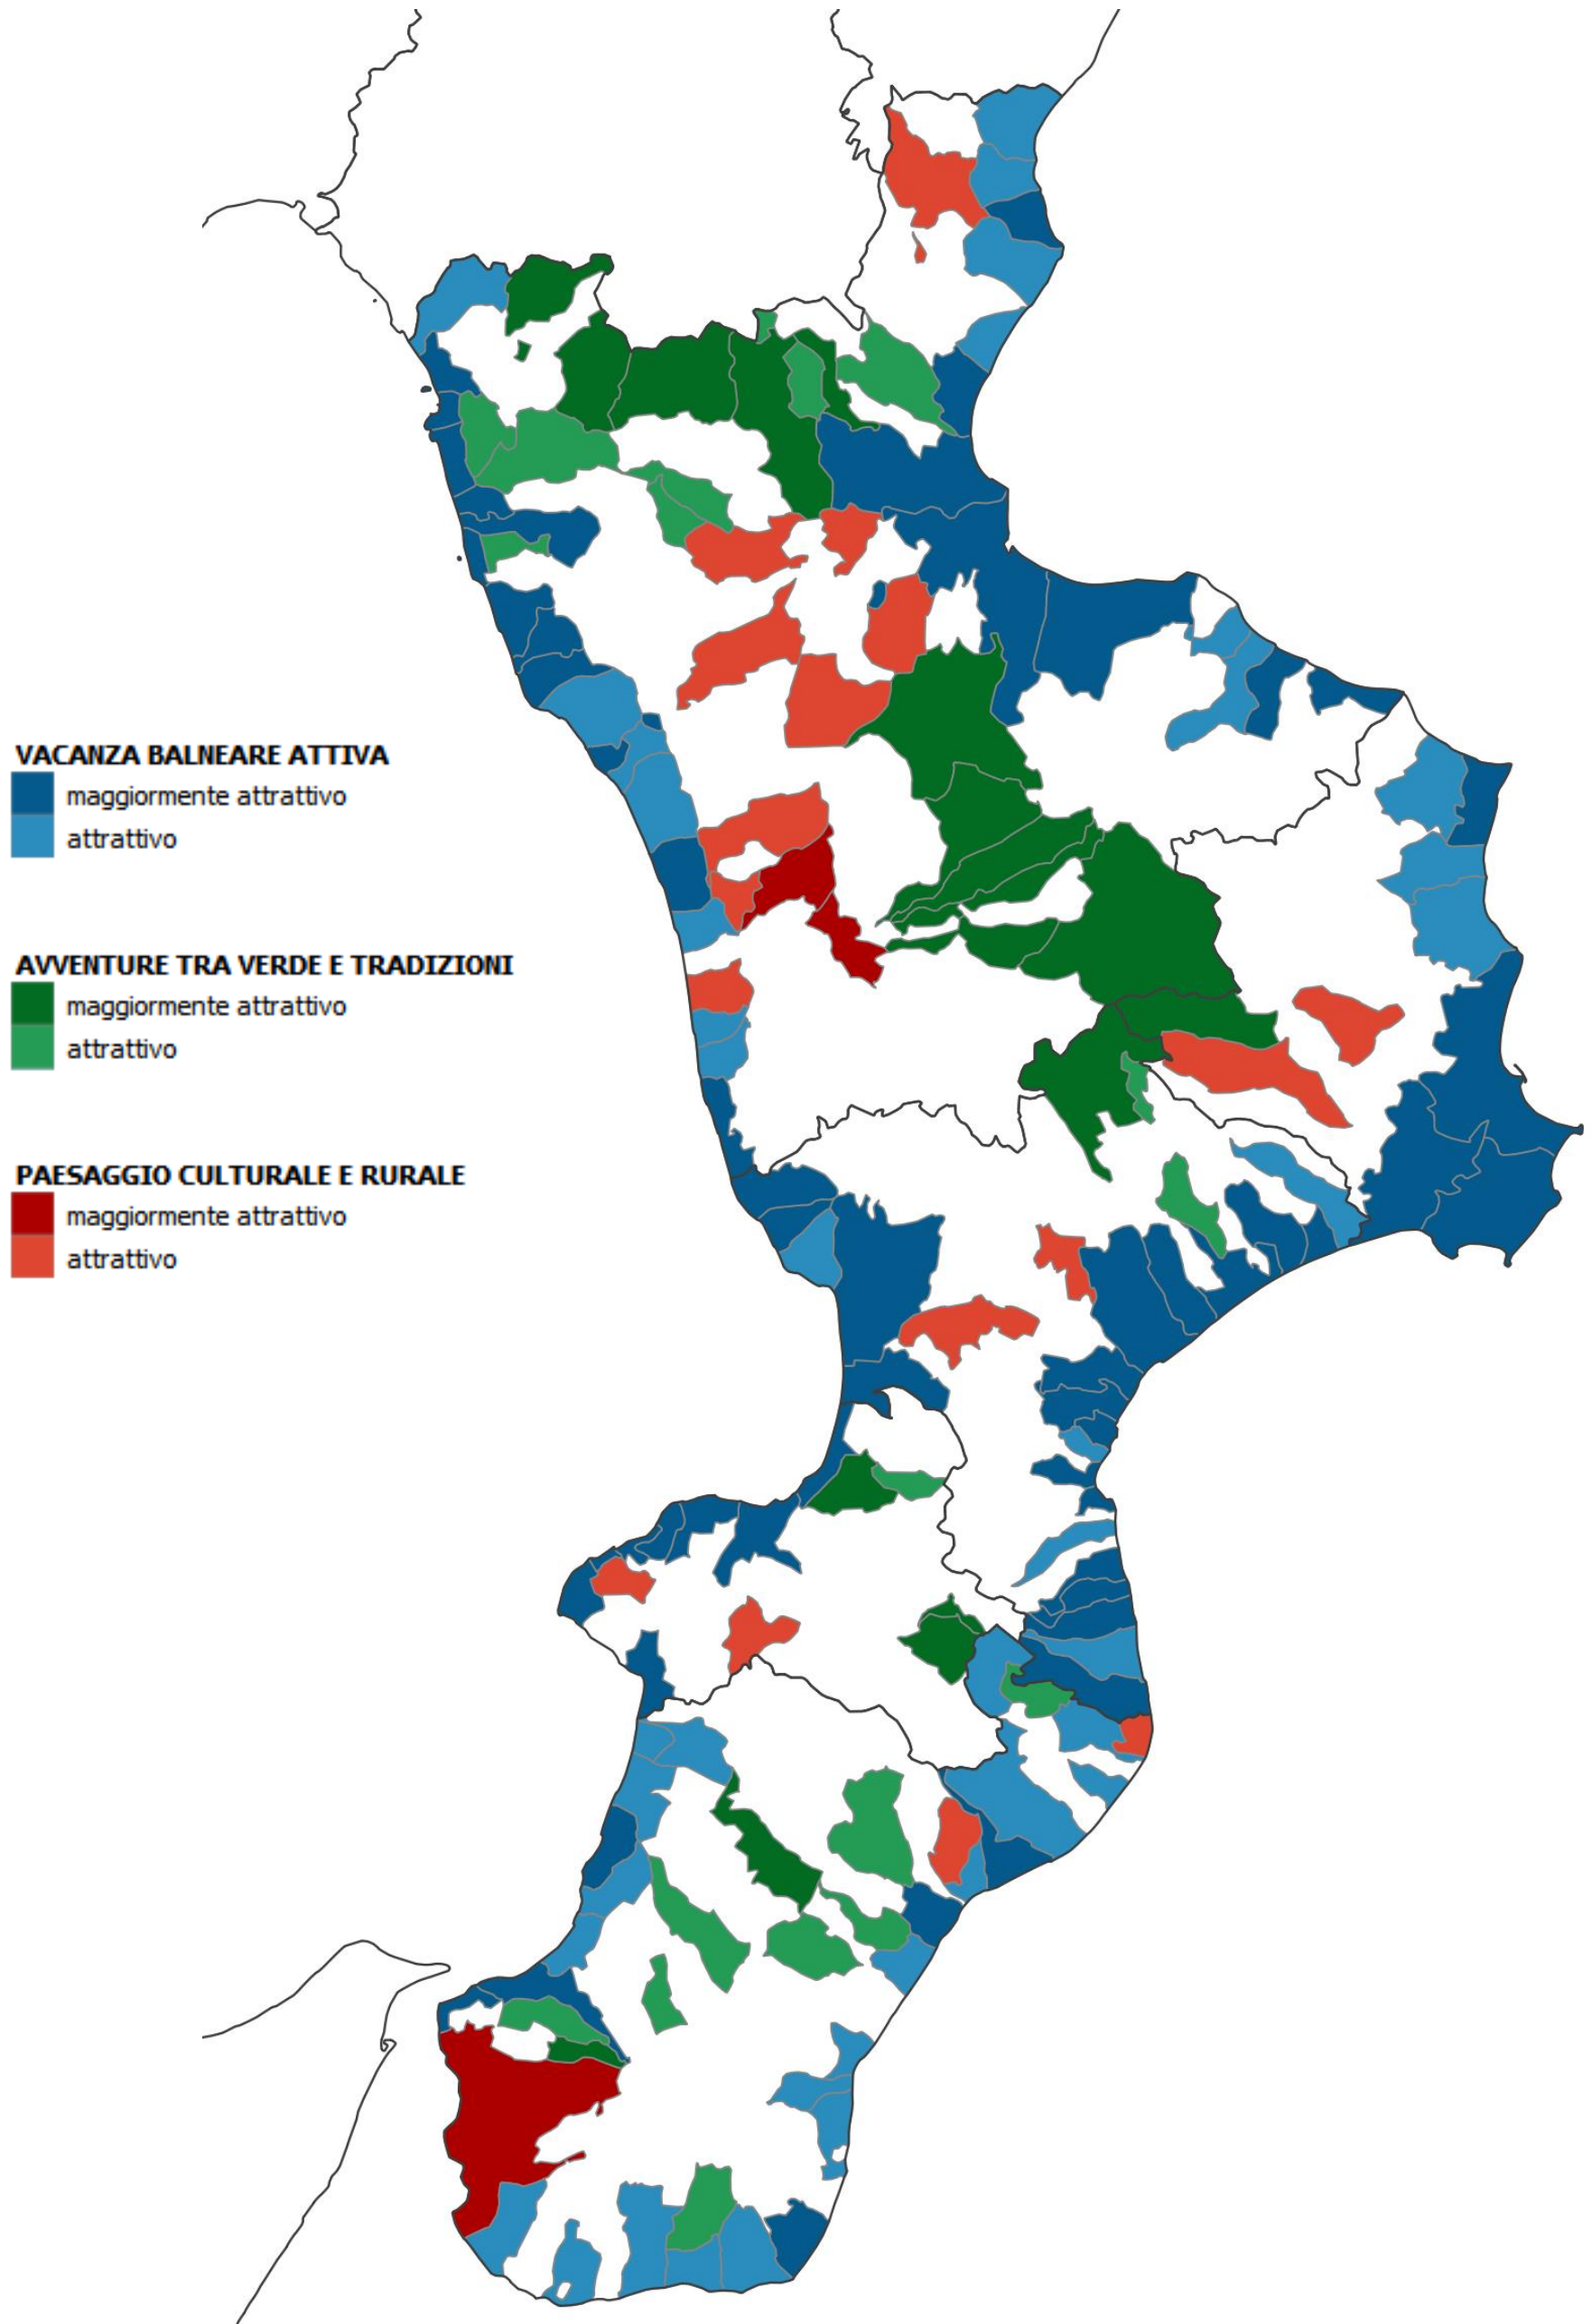 VACANZA BALNEARE ATTIVA
maggiormente attrattivo
attrattivo
AVVENTURE TRA VERDE E TRADIZIONI
maggiormente attrattivo
attrattivo
PAESAGGIO CULTURALE E RURALE
maggiormente attrattivo
attrattivo